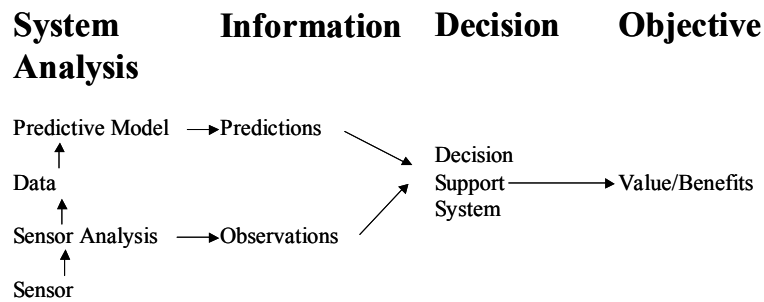 System Analysis
Information
Decision
Objective
Predictive Model
Predictions
Data
Sensor Analysis
Observations
Sensor
Decision
Support
System
Value/Benefits